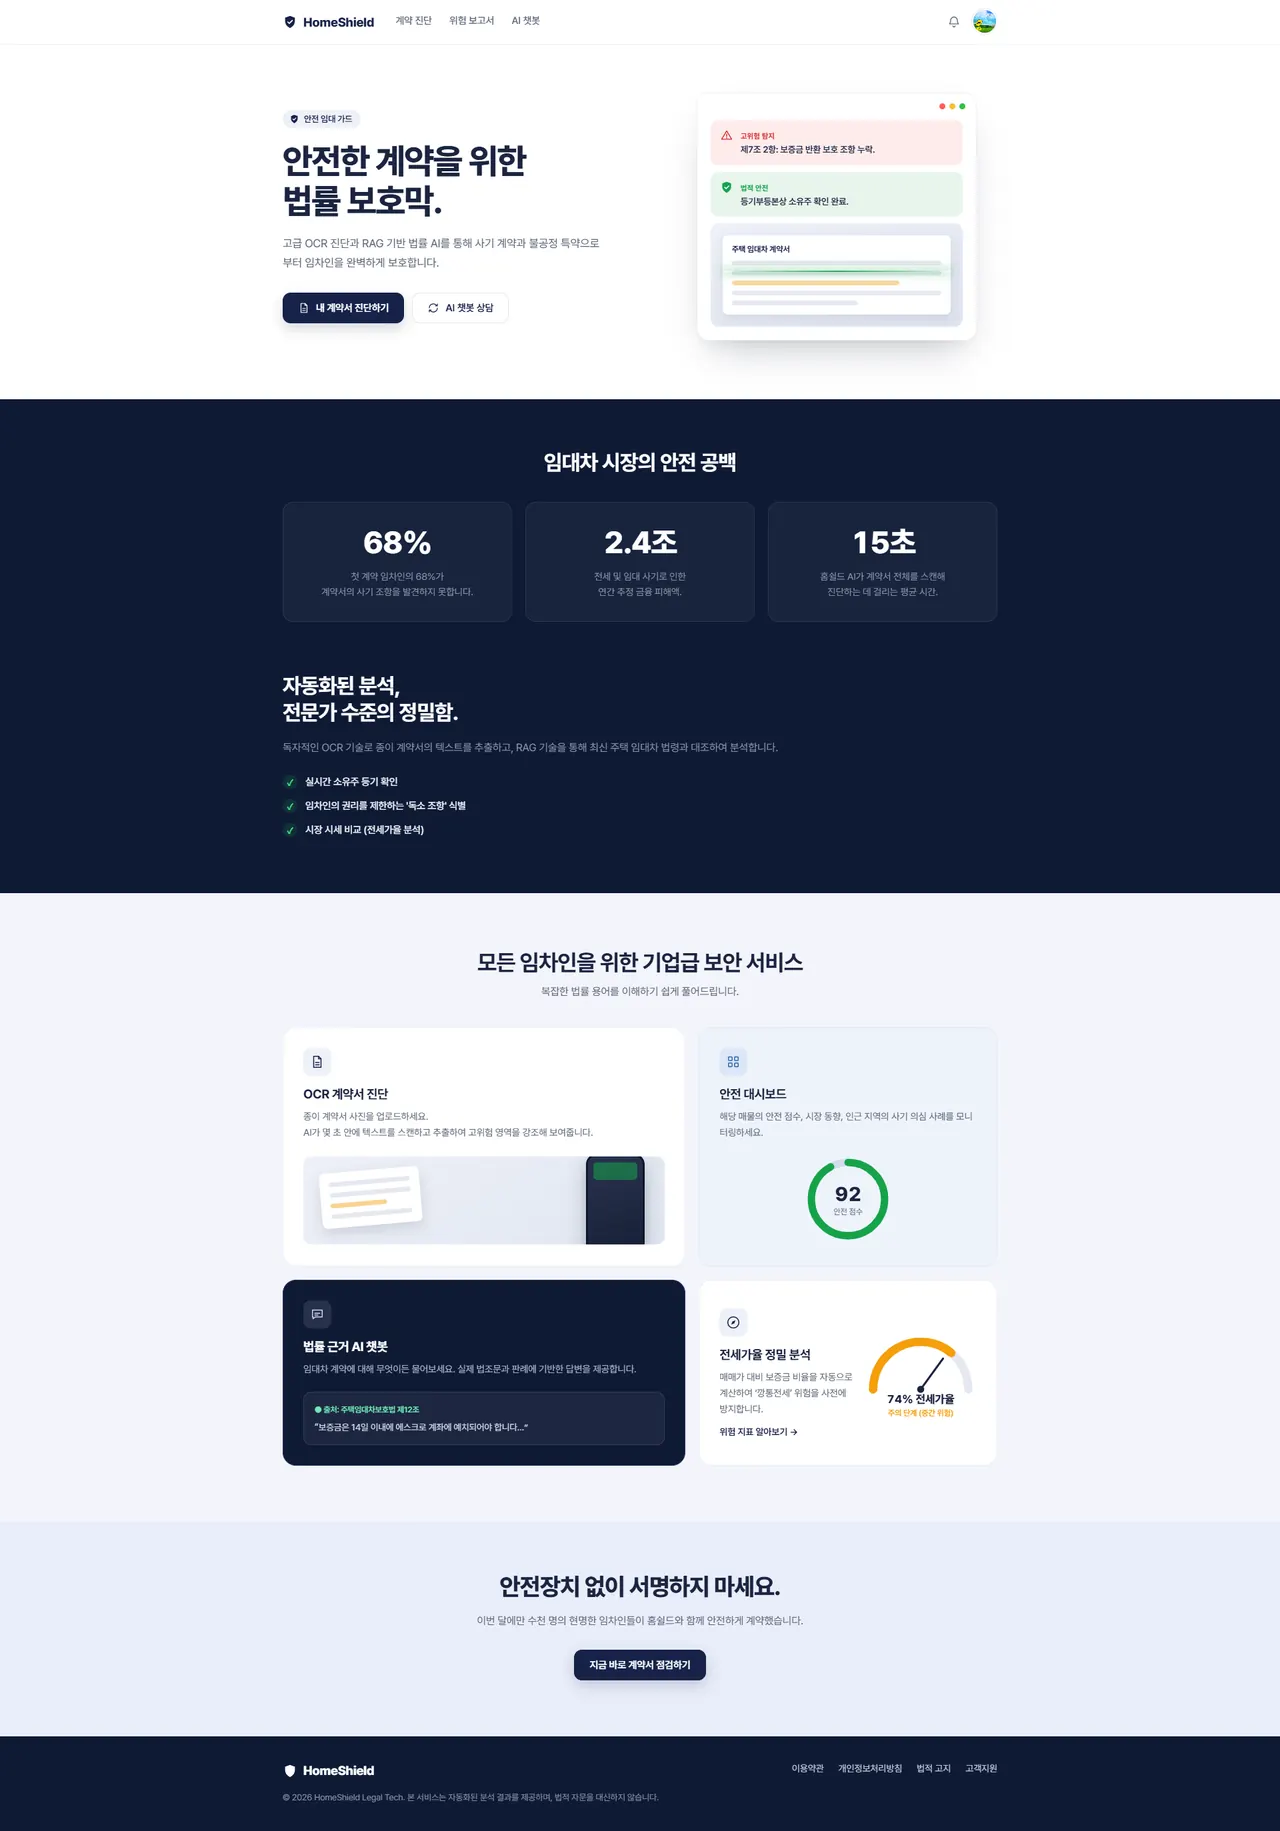 HomeShield
계약 진단
위험 보고서
AI 챗봇
안전 임대 가드
안전한 계약을 위한
법률 보호막.
고급 OCR 진단과 RAG 기반 법률 AI를 통해 사기 계약과 불공정 특약으로
부터 임차인을 완벽하게 보호합니다.
내 계약서 진단하기
AI 챗봇 상담
고위험 탐지
제7조 2항: 보증금 반환 보호 조항 누락.
법적 안전
등기부등본상 소유주 확인 완료.
주택 임대차 계약서
임대차 시장의 안전 공백
68%
첫 계약 임차인의 68%가
계약서의 사기 조항을 발견하지 못합니다.
2.4조
전세 및 임대 사기로 인한
연간 추정 금융 피해액.
15초
홈쉴드 AI가 계약서 전체를 스캔해
진단하는 데 걸리는 평균 시간.
자동화된 분석,
전문가 수준의 정밀함.
독자적인 OCR 기술로 종이 계약서의 텍스트를 추출하고, RAG 기술을 통해 최신 주택 임대차 법령과 대조하여 분석합니다.
실시간 소유주 등기 확인
임차인의 권리를 제한하는 '독소 조항' 식별
시장 시세 비교 (전세가율 분석)
모든 임차인을 위한 기업급 보안 서비스
복잡한 법률 용어를 이해하기 쉽게 풀어드립니다.
OCR 계약서 진단
종이 계약서 사진을 업로드하세요.
AI가 몇 초 안에 텍스트를 스캔하고 추출하여 고위험 영역을 강조해 보여줍니다.
안전 대시보드
해당 매물의 안전 점수, 시장 동향, 인근 지역의 사기 의심 사례를 모니
터링하세요.
92
안전 점수
법률 근거 AI 챗봇
임대차 계약에 대해 무엇이든 물어보세요. 실제 법조문과 판례에 기반한 답변을 제공합니다.
출처: 주택임대차보호법 제12조
"보증금은 14일 이내에 에스크로 계좌에 예치되어야 합니다..."
전세가율 정밀 분석
매매가 대비 보증금 비율을 자동으로
계산하여 '깡통전세' 위험을 사전에
방지합니다.
위험 지표 알아보기 →
74% 전세가율
주의 단계 (중간 위험)
안전장치 없이 서명하지 마세요.
이번 달에만 수천 명의 현명한 임차인들이 홈쉴드와 함께 안전하게 계약했습니다.
지금 바로 계약서 점검하기
HomeShield
이용약관
개인정보처리방침
법적 고지
고객지원
© 2026 HomeShield Legal Tech. 본 서비스는 자동화된 분석 결과를 제공하며, 법적 자문을 대신하지 않습니다.